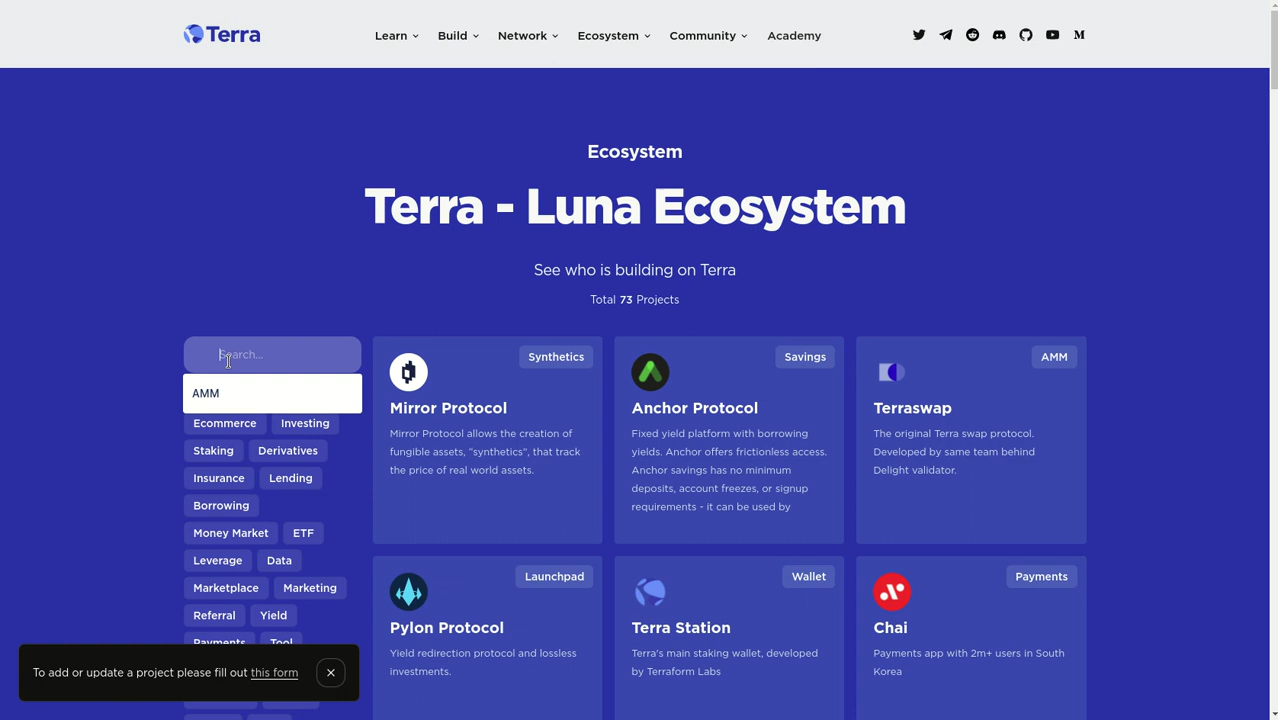 Terra
Learn
Build
Network
Ecosystem
Community
Academy
Ecosystem
Terra - Luna Ecosystem
See who is building on Terra
Total 73 Projects
Search...
AMM
Ecommerce
Investing
Staking
Derivatives
Insurance
Lending
Borrowing
Money Market
ETF
Leverage
Data
Marketplace
Marketing
Referral
Yield
Payments
Tool
Synthetics
Mirror Protocol
Mirror Protocol allows the creation of
fungible assets, "synthetics", that track
the price of real world assets.
Savings
Anchor Protocol
Fixed yield platform with borrowing
yields. Anchor offers frictionless access.
Anchor savings has no minimum
deposits, account freezes, or signup
requirements - it can be used by
AMM
Terraswap
The original Terra swap protocol.
Developed by same team behind
Delight validator.
Launchpad
Pylon Protocol
Yield redirection protocol and lossless
investments.
Wallet
Terra Station
Terra's main staking wallet, developed
by Terraform Labs
Payments
Chai
Payments app with 2m+ users in South
Korea
To add or update a project please fill out this form